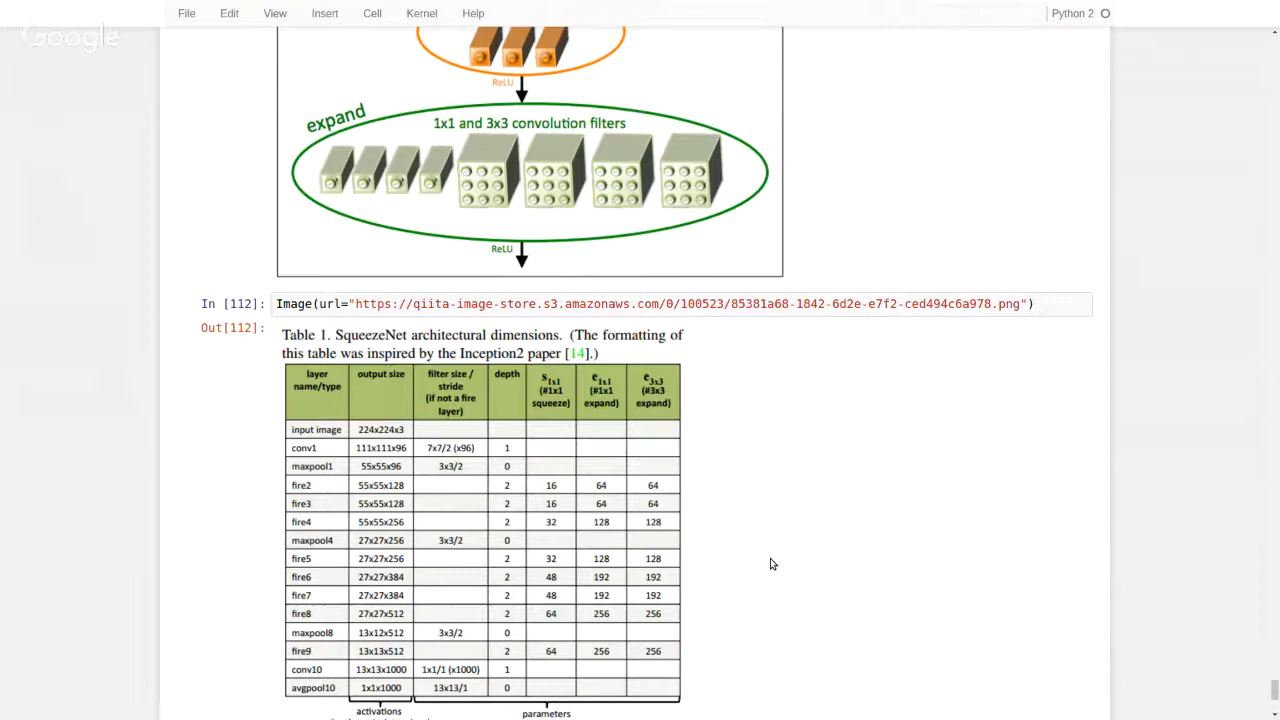 File Edit View Insert Cell Kernel Help Python 2
Google
ReLU
expand
1x1 and 3x3 convolution filters
ReLU
In [112]: Image(url="https://qiita-image-store.s3.amazonaws.com/0/100523/85381a68-1842-6d2e-e7f2-ced494c6a978.png")
Out[112]:
Table 1. SqueezeNet architectural dimensions. (The formatting of
this table was inspired by the Inception2 paper [14].)
layer name/type output size filter size / stride (if not a fire layer) depth s1x1 (#1x1 squeeze) e1x1 (#1x1 expand) e3x3 (#3x3 expand)
input image 224x224x3
conv1 111x111x96 7x7/2 (x96) 1
maxpool1 55x55x96 3x3/2 0
fire2 55x55x128 2 16 64 64
fire3 55x55x128 2 16 64 64
fire4 55x55x256 2 32 128 128
maxpool4 27x27x256 3x3/2 0
fire5 27x27x256 2 32 128 128
fire6 27x27x384 2 48 192 192
fire7 27x27x384 2 48 192 192
fire8 27x27x512 2 64 256 256
maxpool8 13x12x512 3x3/2 0
fire9 13x13x512 2 64 256 256
conv10 13x13x1000 1x1/1 (x1000) 1
avgpool10 1x1x1000 13x13/1 0
activations parameters